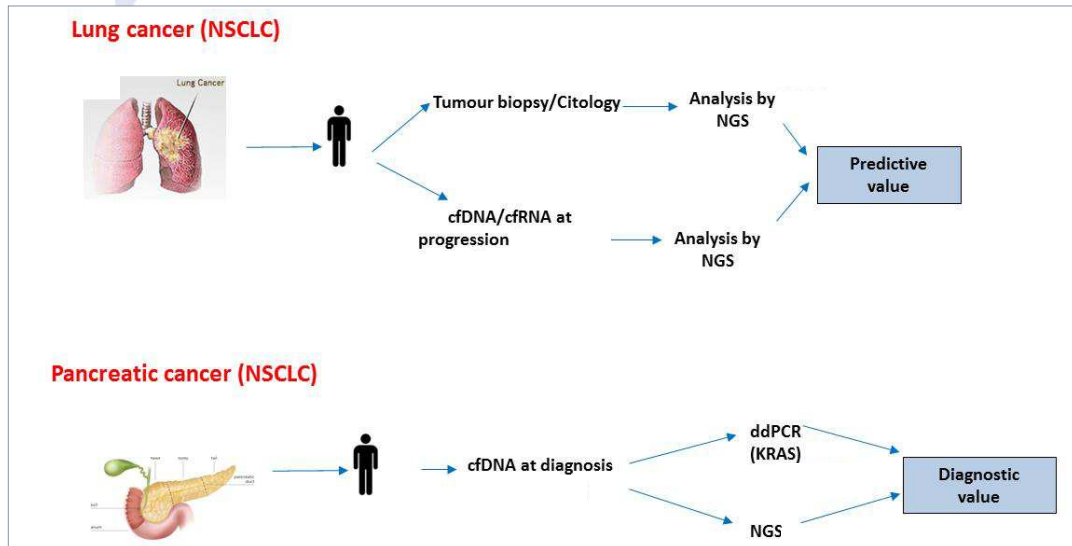 Lung cancer (NSCLC)
Lung Cancer
Tumour biopsy/Citology
Analysis by
NGS
Predictive
value
cfDNA/cfRNA at
progression
Analysis by
NGS
Pancreatic cancer (NSCLC)
ddPCR
(KRAS)
cfDNA at diagnosis
Diagnostic
value
NGS